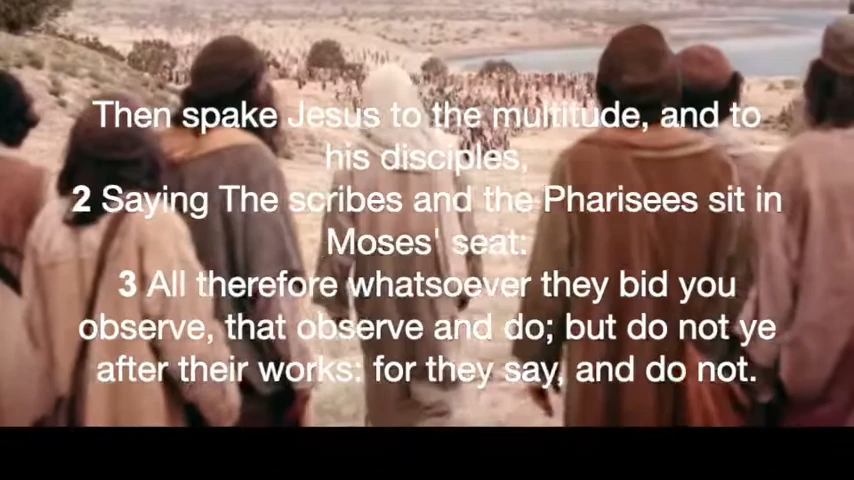 Then spake Jesus to the multitude, and to
his disciples,
2 Saying The scribes and the Pharisees sit in
Moses' seat:
3 All therefore whatsoever they bid you
observe, that observe and do; but do not ye
after their works: for they say, and do not.